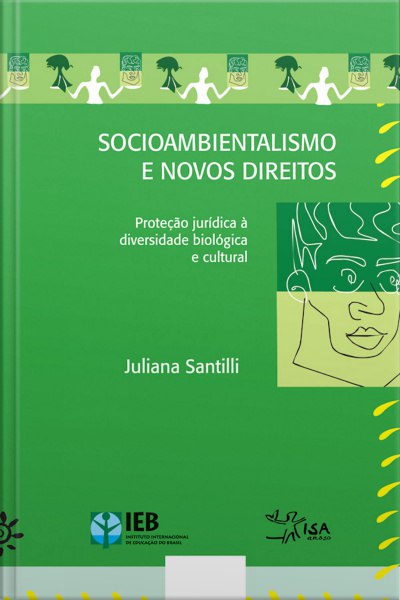 SOCIOAMBIENTALISMO
E NOVOS DIREITOS
Proteção jurídica à
diversidade biológica
e cultural
Juliana Santilli
IEB
INSTITUTO INTERNACIONAL
DE EDUCAÇÃO DO BRASIL
ISA